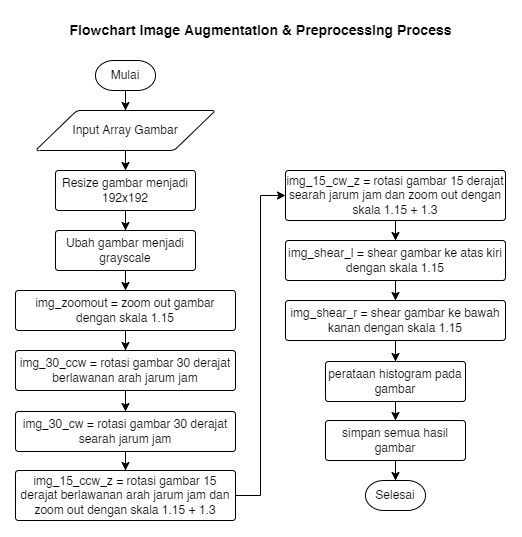 Flowchart Image Augmentation & Preprocessing Process
Mulai
Input Array Gambar
Resize gambar menjadi
192x192
Ubah gambar menjadi
grayscale
img_zoomout = zoom out gambar
dengan skala 1.15
img_30_ccw = rotasi gambar 30 derajat
berlawanan arah jarum jam
img_30_cw = rotasi gambar 30 derajat
searah jarum jam
img_15_ccw_z = rotasi gambar 15
derajat berlawanan arah jarum jam dan
zoom out dengan skala 1.15 + 1.3
img_15_cw_z = rotasi gambar 15 derajat
searah jarum jam dan zoom out dengan
skala 1.15 + 1.3
img_shear_l = shear gambar ke atas kiri
dengan skala 1.15
img_shear_r = shear gambar ke bawah
kanan dengan skala 1.15
perataan histogram pada
gambar
simpan semua hasil
gambar
Selesai